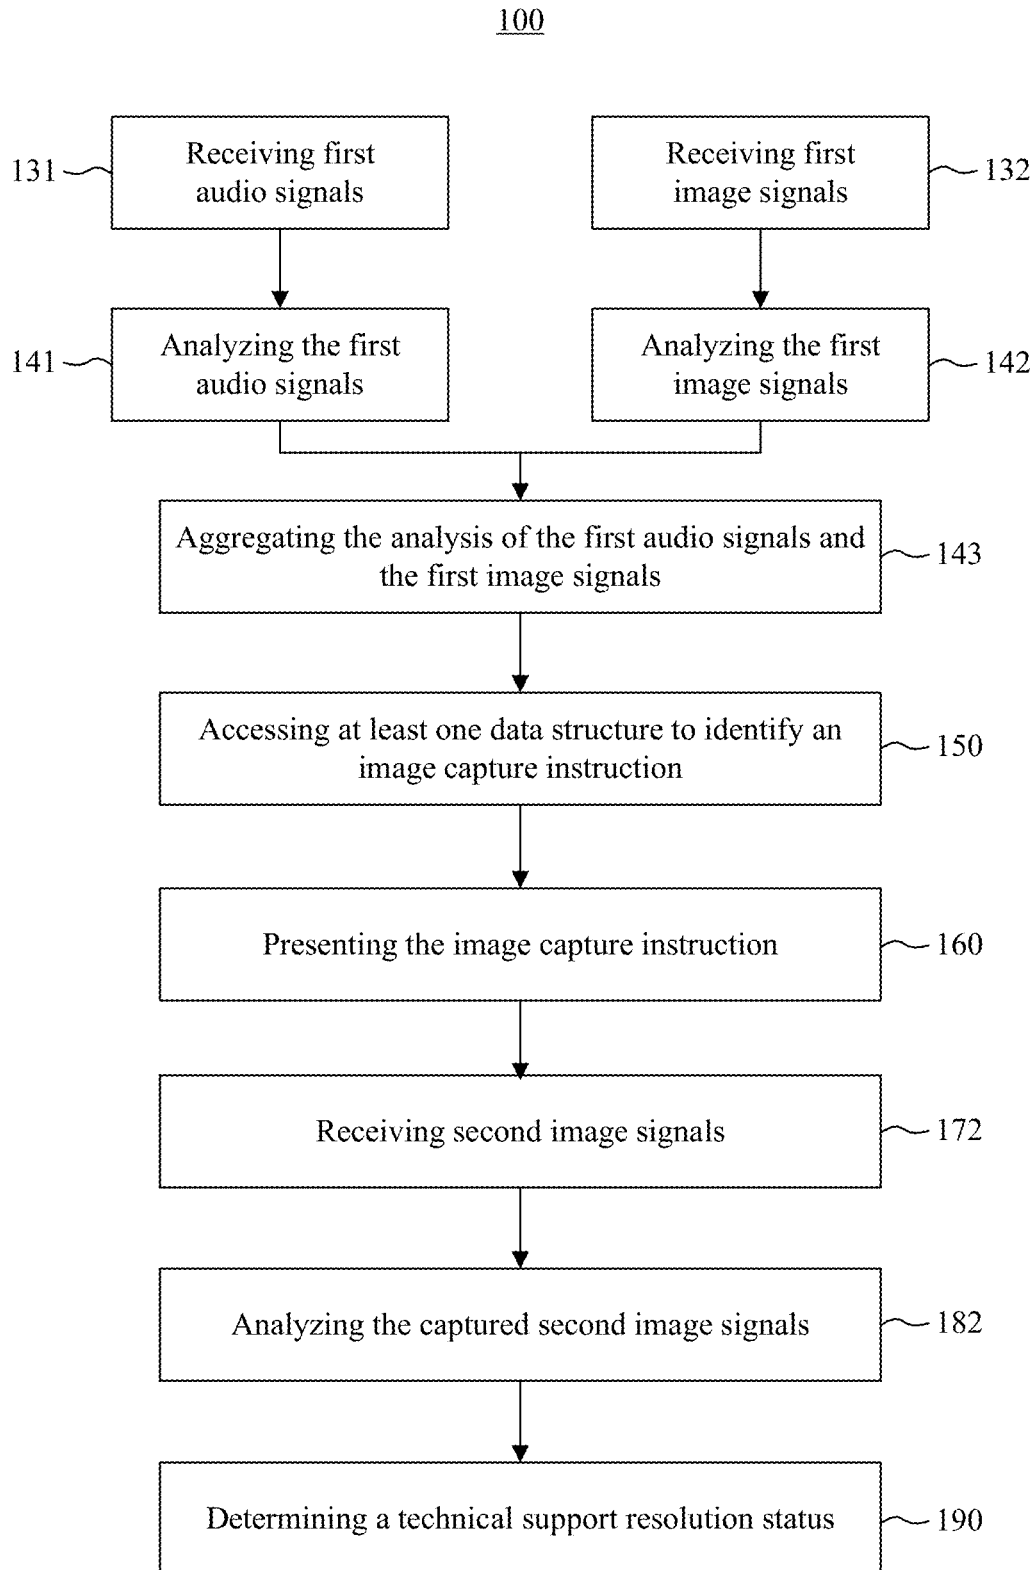 100
131
Receiving first
audio signals
Receiving first
image signals
132
141
Analyzing the first
audio signals
Analyzing the first
image signals
142
Aggregating the analysis of the first audio signals and
the first image signals
143
Accessing at least one data structure to identify an
image capture instruction
150
Presenting the image capture instruction
160
Receiving second image signals
172
Analyzing the captured second image signals
182
Determining a technical support resolution status
190